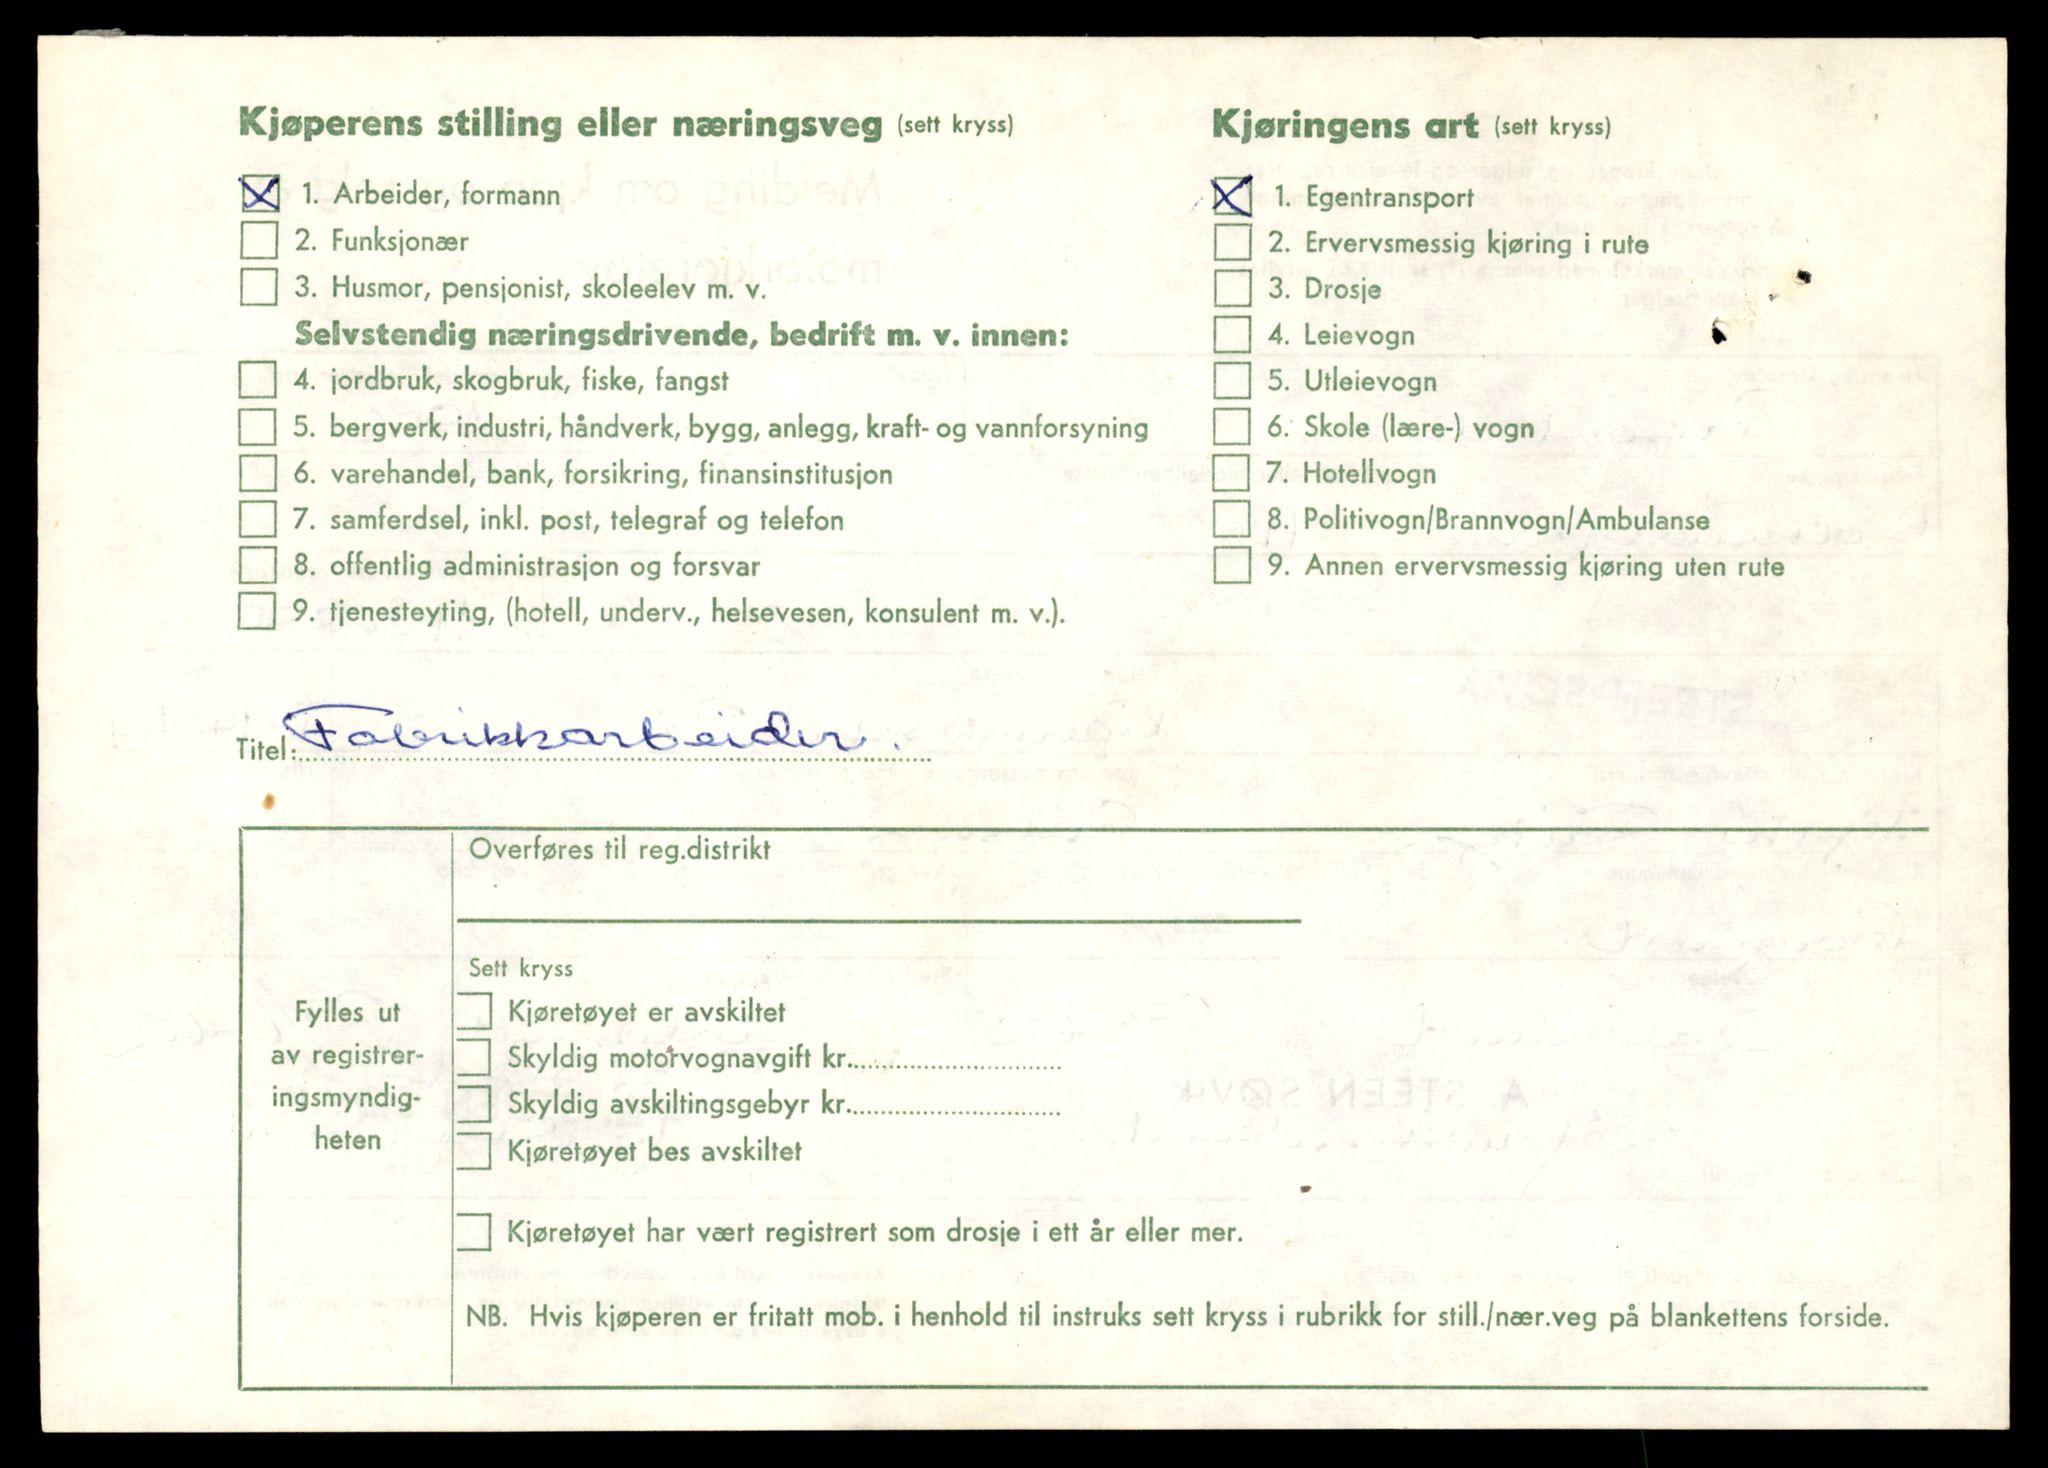 Kjøperens stilling eller næringsveg (sett kryss)
1. Arbeider, formann
2. Funksjonær
3. Husmor, pensjonist, skoleelev m. v.
Selvstendig næringsdrivende, bedrift m. v. innen:
4. jordbruk, skogbruk, fiske, fangst
5. bergverk, industri, håndverk, bygg, anlegg, kraft- og vannforsyning
6. varehandel, bank, forsikring, finansinstitusjon
7. samferdsel, inkl. post, telegraf og telefon
8. offentlig administrasjon og forsvar
9. tjenesteyting, (hotell, underv., helsevesen, konsulent m. v.).
Kjøringens art (sett kryss)
1. Egentransport
2. Ervervsmessig kjøring i rute
3. Drosje
4. Leievogn
5. Utleievogn
6. Skole (lære-) vogn
7. Hotellvogn
8. Politivogn/Brannvogn/Ambulanse
9. Annen ervervsmessig kjøring uten rute
Titel: Fabrikkarbeider.
Fylles ut
av registrer-
ingsmyndig-
heten
Overføres til reg.distrikt
Sett kryss
Kjøretøyet er avskiltet
Skyldig motorvognavgift kr.
Skyldig avskiltingsgebyr kr.
Kjøretøyet bes avskiltet
Kjøretøyet har vært registrert som drosje i ett år eller mer.
NB. Hvis kjøperen er fritatt mob. i henhold til instruks sett kryss i rubrikk for still./nær.veg på blankettens forside.